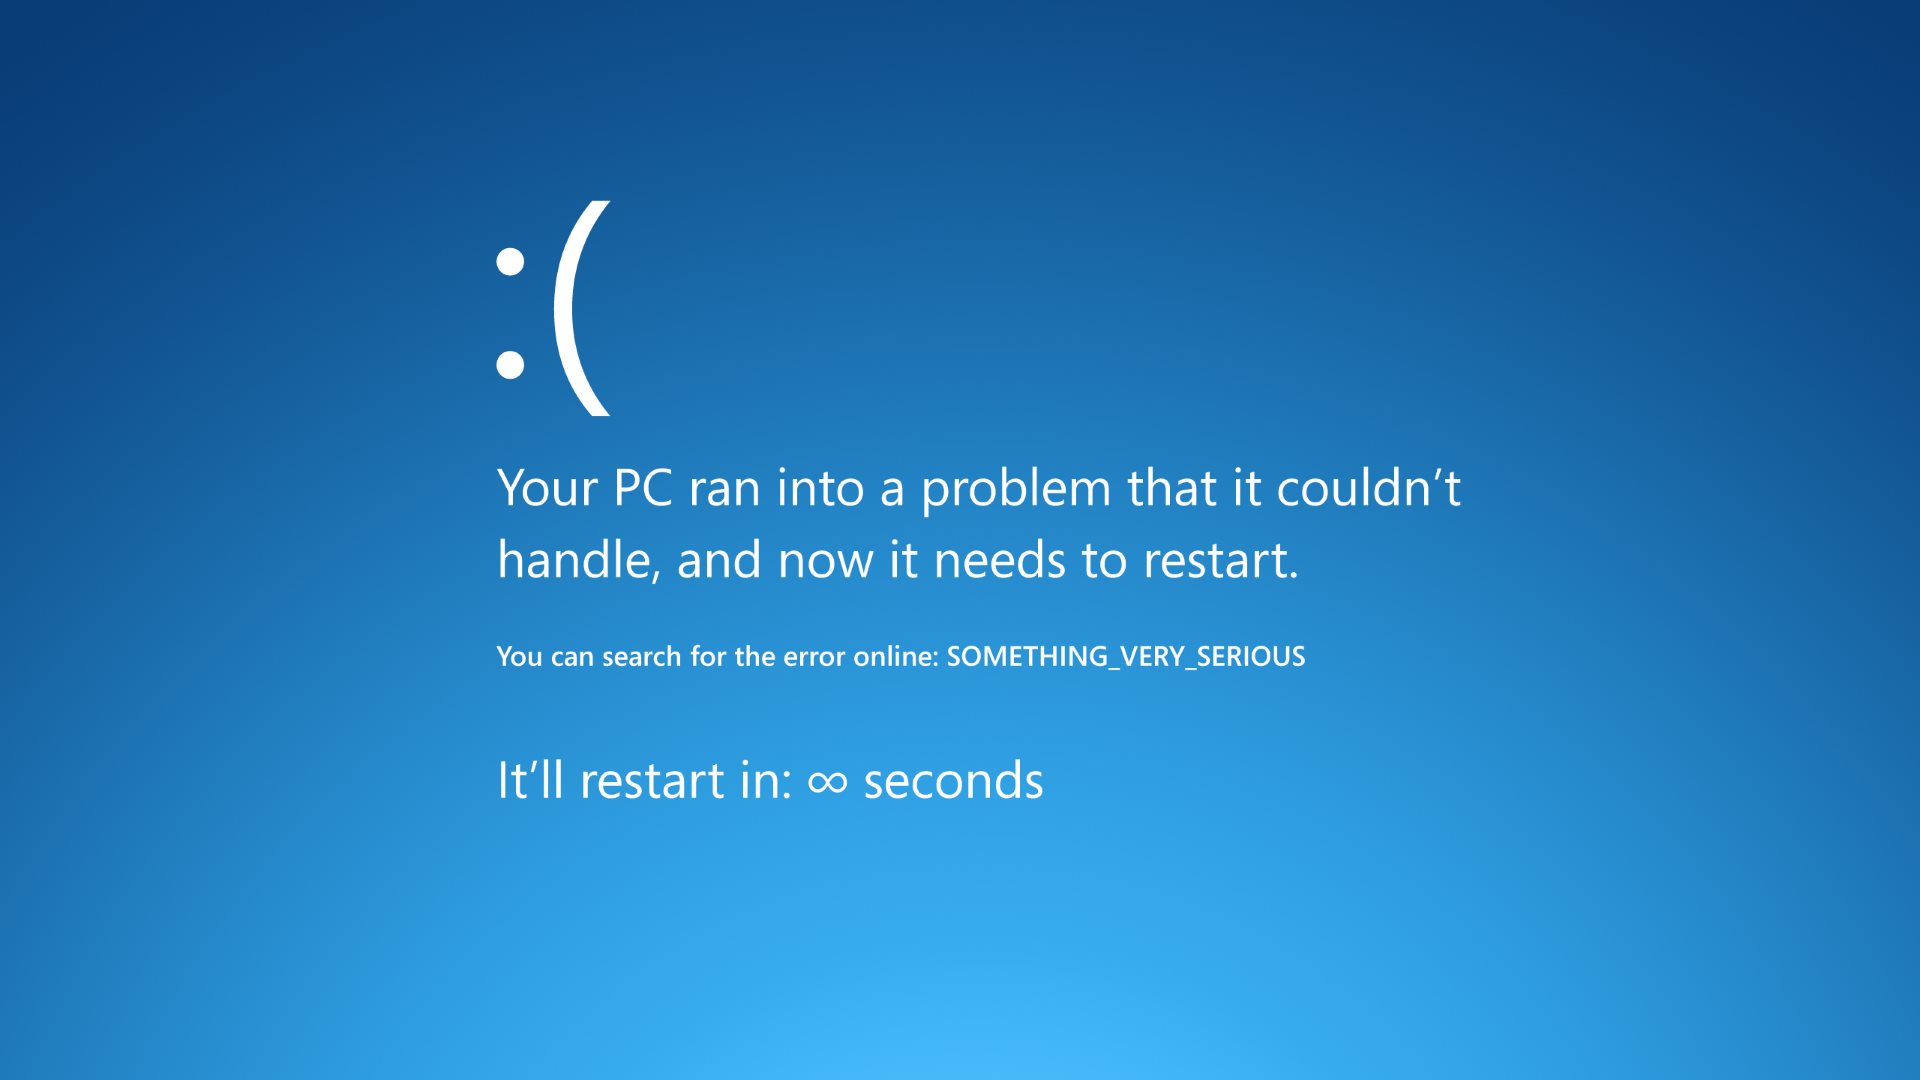 :(
Your PC ran into a problem that it couldn’t
handle, and now it needs to restart.
You can search for the error online: SOMETHING_VERY_SERIOUS
It’ll restart in: ∞ seconds